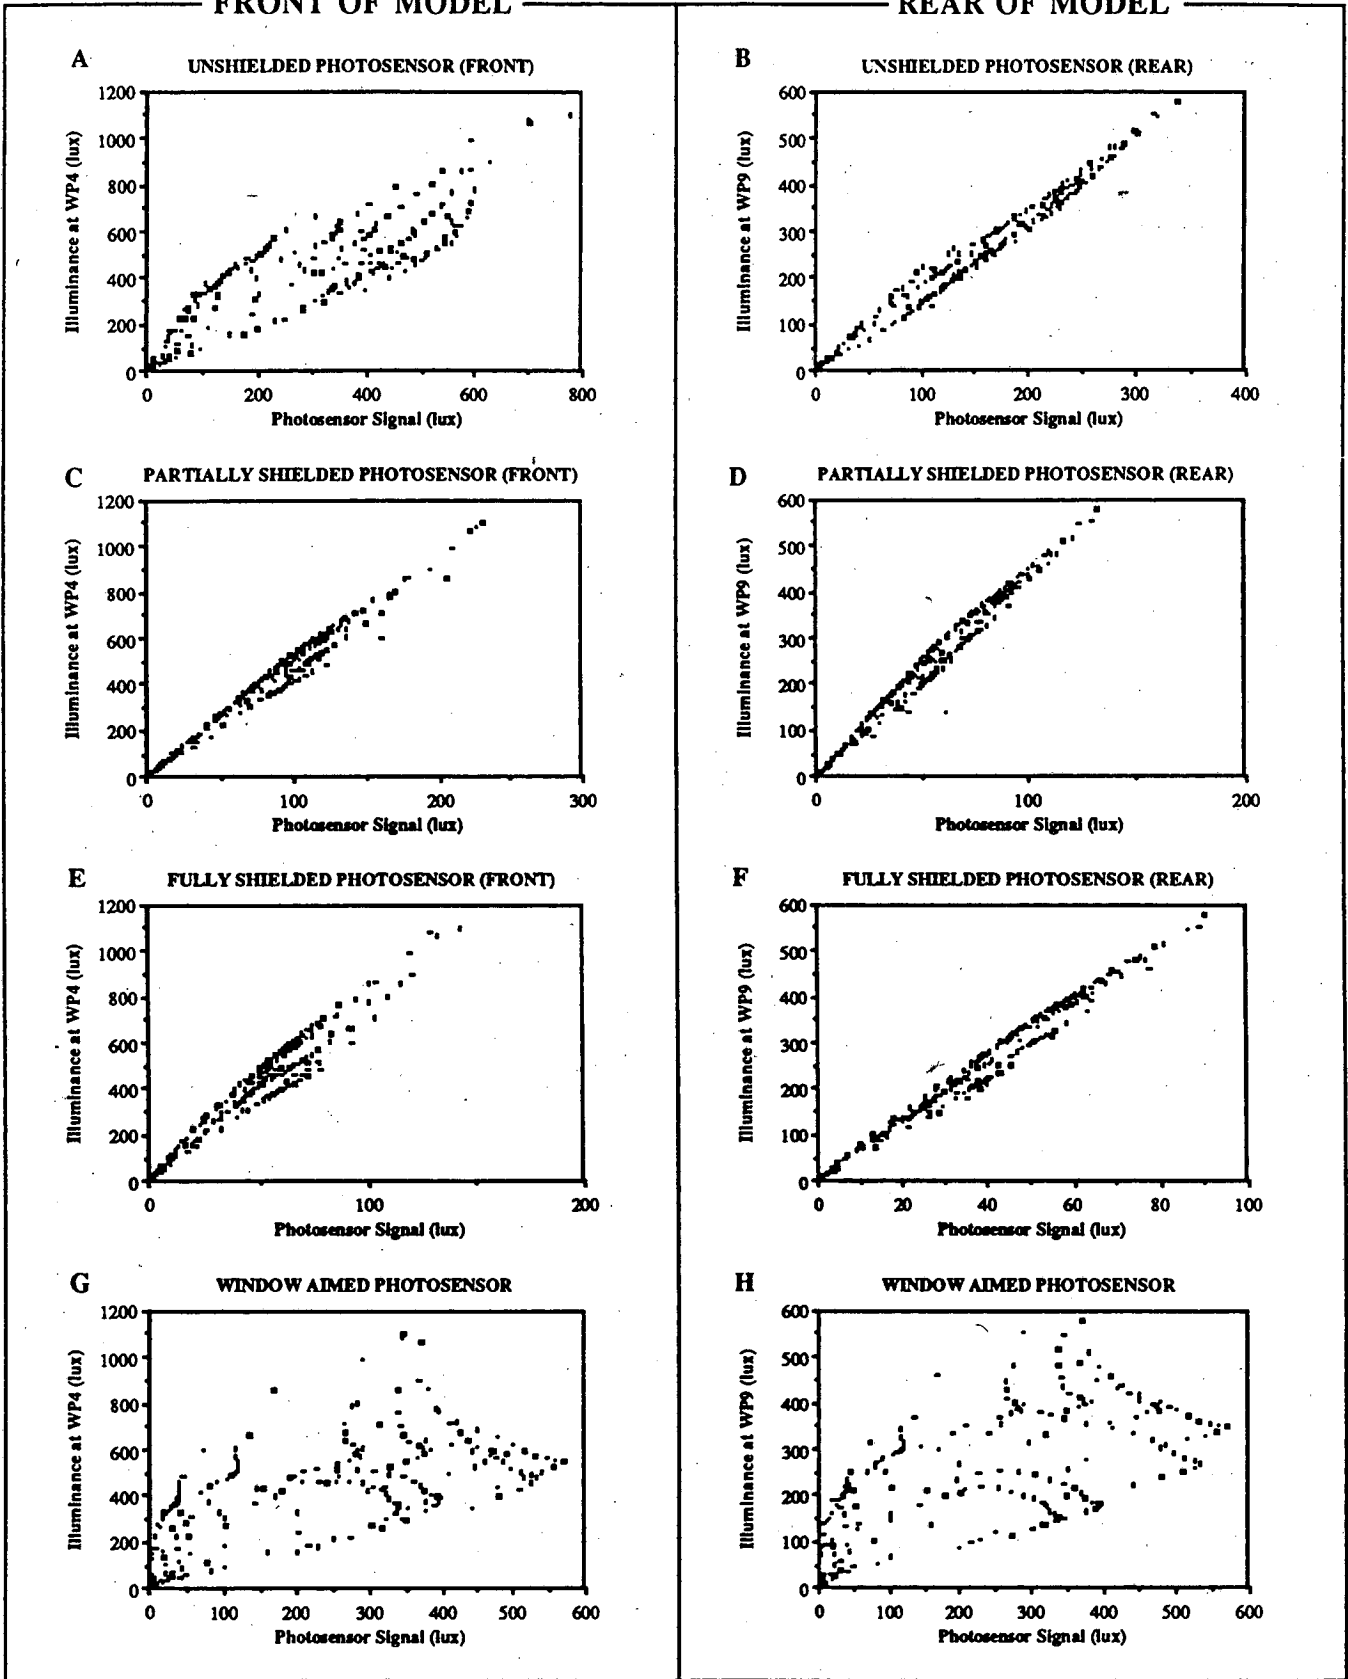 FRONT OF MODEL
REAR OF MODEL
A
UNSHIELDED PHOTOSENSOR (FRONT)
1200
1000
800
600
400
200
0
Illuminance at WP4 (lux)
0 200 400 600 800
Photosensor Signal (lux)
B
UNSHIELDED PHOTOSENSOR (REAR)
600
500
400
300
200
100
0
Illuminance at WP9 (lux)
0 100 200 300 400
Photosensor Signal (lux)
C
PARTIALLY SHIELDED PHOTOSENSOR (FRONT)
1200
1000
800
600
400
200
0
Illuminance at WP4 (lux)
0 100 200 300
Photosensor Signal (lux)
D
PARTIALLY SHIELDED PHOTOSENSOR (REAR)
600
500
400
300
200
100
0
Illuminance at WP9 (lux)
0 100 200
Photosensor Signal (lux)
E
FULLY SHIELDED PHOTOSENSOR (FRONT)
1200
1000
800
600
400
200
0
Illuminance at WP4 (lux)
0 100 200
Photosensor Signal (lux)
F
FULLY SHIELDED PHOTOSENSOR (REAR)
600
500
400
300
200
100
0
Illuminance at WP9 (lux)
0 20 40 60 80 100
Photosensor Signal (lux)
G
WINDOW AIMED PHOTOSENSOR
1200
1000
800
600
400
200
0
Illuminance at WP4 (lux)
0 100 200 300 400 500 600
Photosensor Signal (lux)
H
WINDOW AIMED PHOTOSENSOR
600
500
400
300
200
100
0
Illuminance at WP9 (lux)
0 100 200 300 400 500 600
Photosensor Signal (lux)